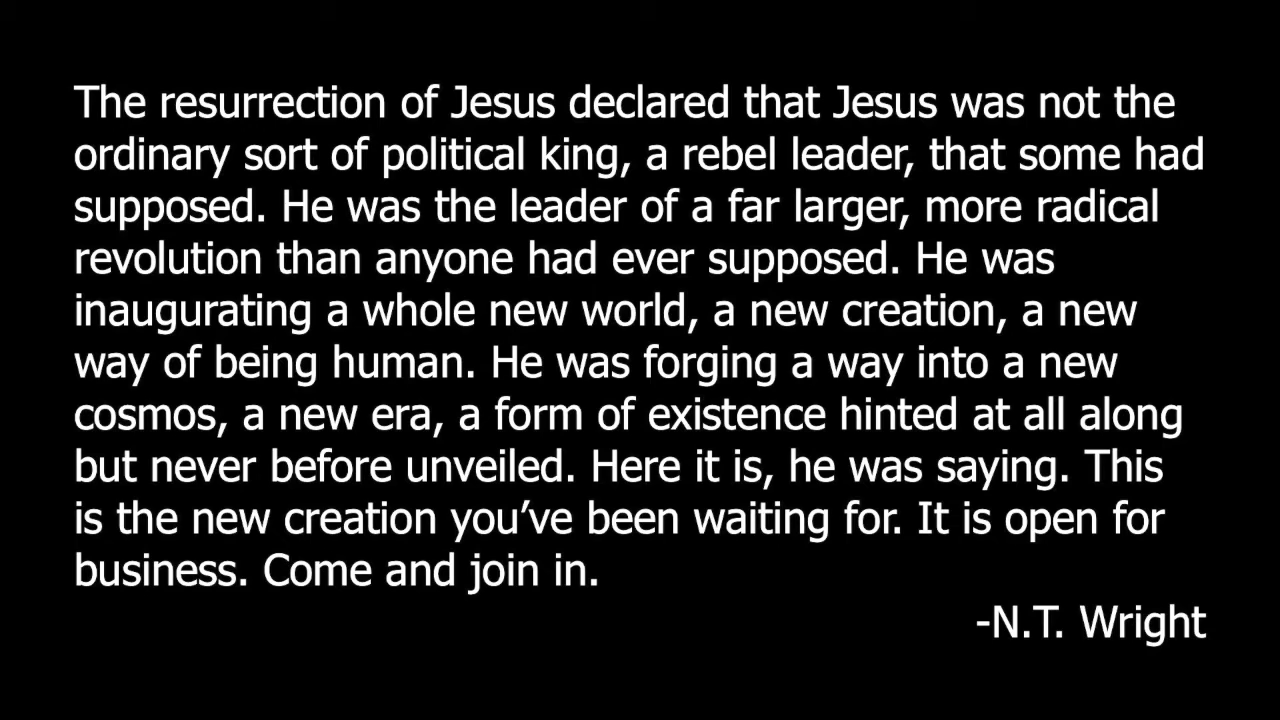 The resurrection of Jesus declared that Jesus was not the
ordinary sort of political king, a rebel leader, that some had
supposed. He was the leader of a far larger, more radical
revolution than anyone had ever supposed. He was
inaugurating a whole new world, a new creation, a new
way of being human. He was forging a way into a new
cosmos, a new era, a form of existence hinted at all along
but never before unveiled. Here it is, he was saying. This
is the new creation you’ve been waiting for. It is open for
business. Come and join in.
-N.T. Wright